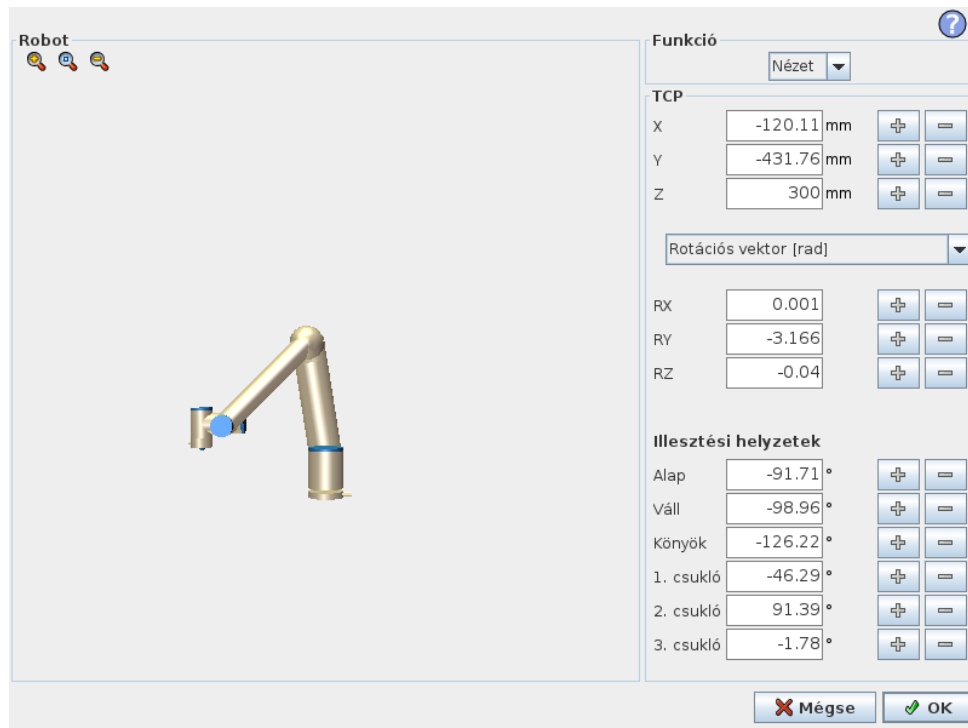 Robot
Funkció
Nézet
TCP
X -120.11 mm
Y -431.76 mm
Z 300 mm
Rotációs vektor [rad]
RX 0.001
RY -3.166
RZ -0.04
Illesztési helyzetek
Alap -91.71 °
Váll -98.96 °
Könyök -126.22 °
1. csukló -46.29 °
2. csukló 91.39 °
3. csukló -1.78 °
Mégse OK